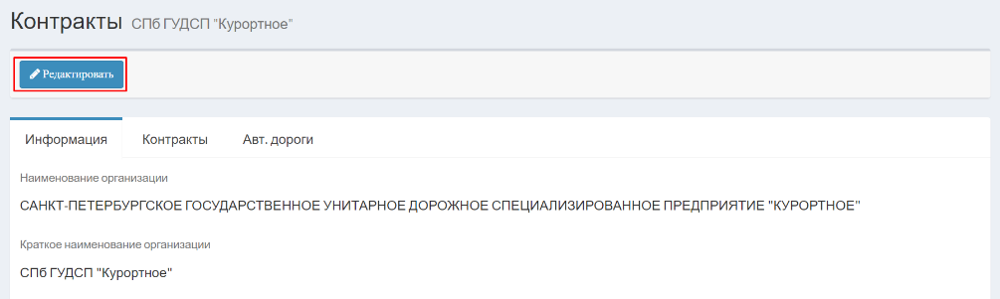 Контракты СПб ГУДСП "Курортное"
Редактировать
Информация Контракты Авт. дороги
Наименование организации
САНКТ-ПЕТЕРБУРГСКОЕ ГОСУДАРСТВЕННОЕ УНИТАРНОЕ ДОРОЖНОЕ СПЕЦИАЛИЗИРОВАННОЕ ПРЕДПРИЯТИЕ "КУРОРТНОЕ"
Краткое наименование организации
СПб ГУДСП "Курортное"